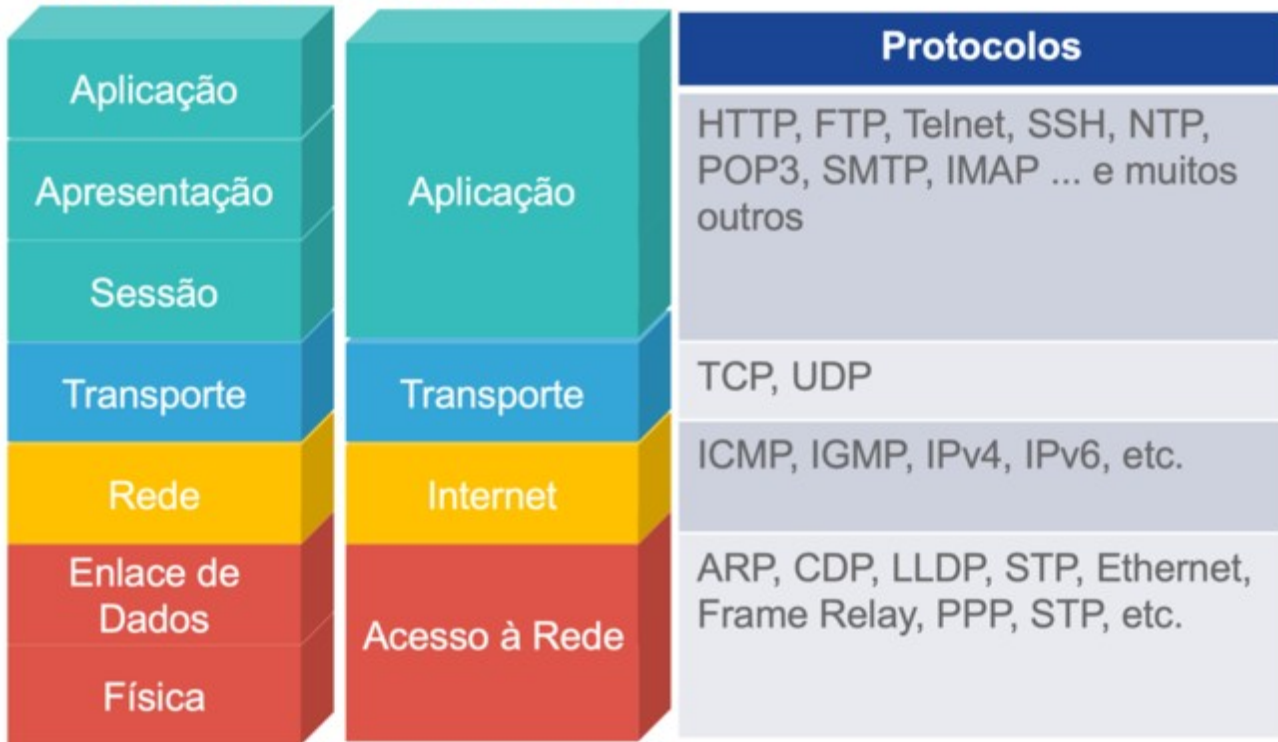 Aplicação
Apresentação
Sessão
Transporte
Rede
Enlace de
Dados
Física
Aplicação
Transporte
Internet
Acesso à Rede
Protocolos
HTTP, FTP, Telnet, SSH, NTP,
POP3, SMTP, IMAP ... e muitos
outros
TCP, UDP
ICMP, IGMP, IPv4, IPv6, etc.
ARP, CDP, LLDP, STP, Ethernet,
Frame Relay, PPP, STP, etc.